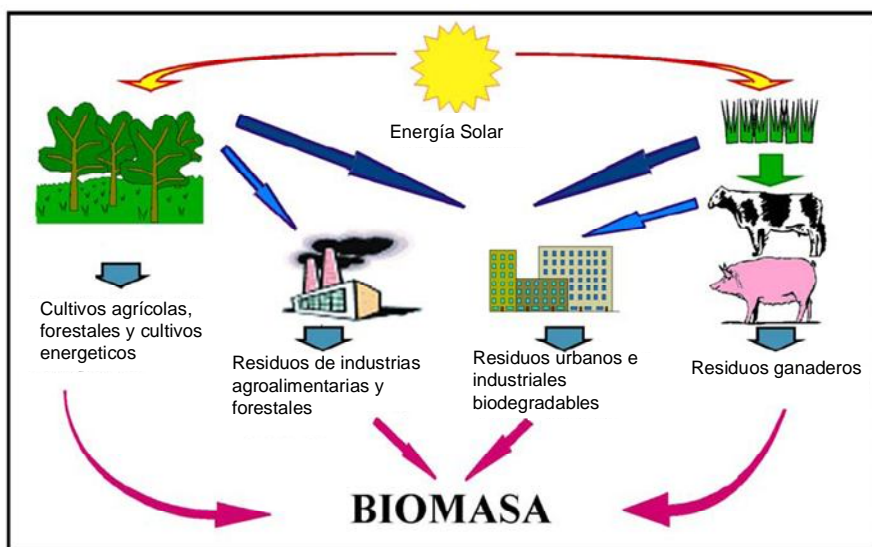 Energía Solar
Cultivos agrícolas,
forestales y cultivos
energeticos
Residuos de industrias
agroalimentarias y
forestales
Residuos urbanos e
industriales
biodegradables
Residuos ganaderos
BIOMASA